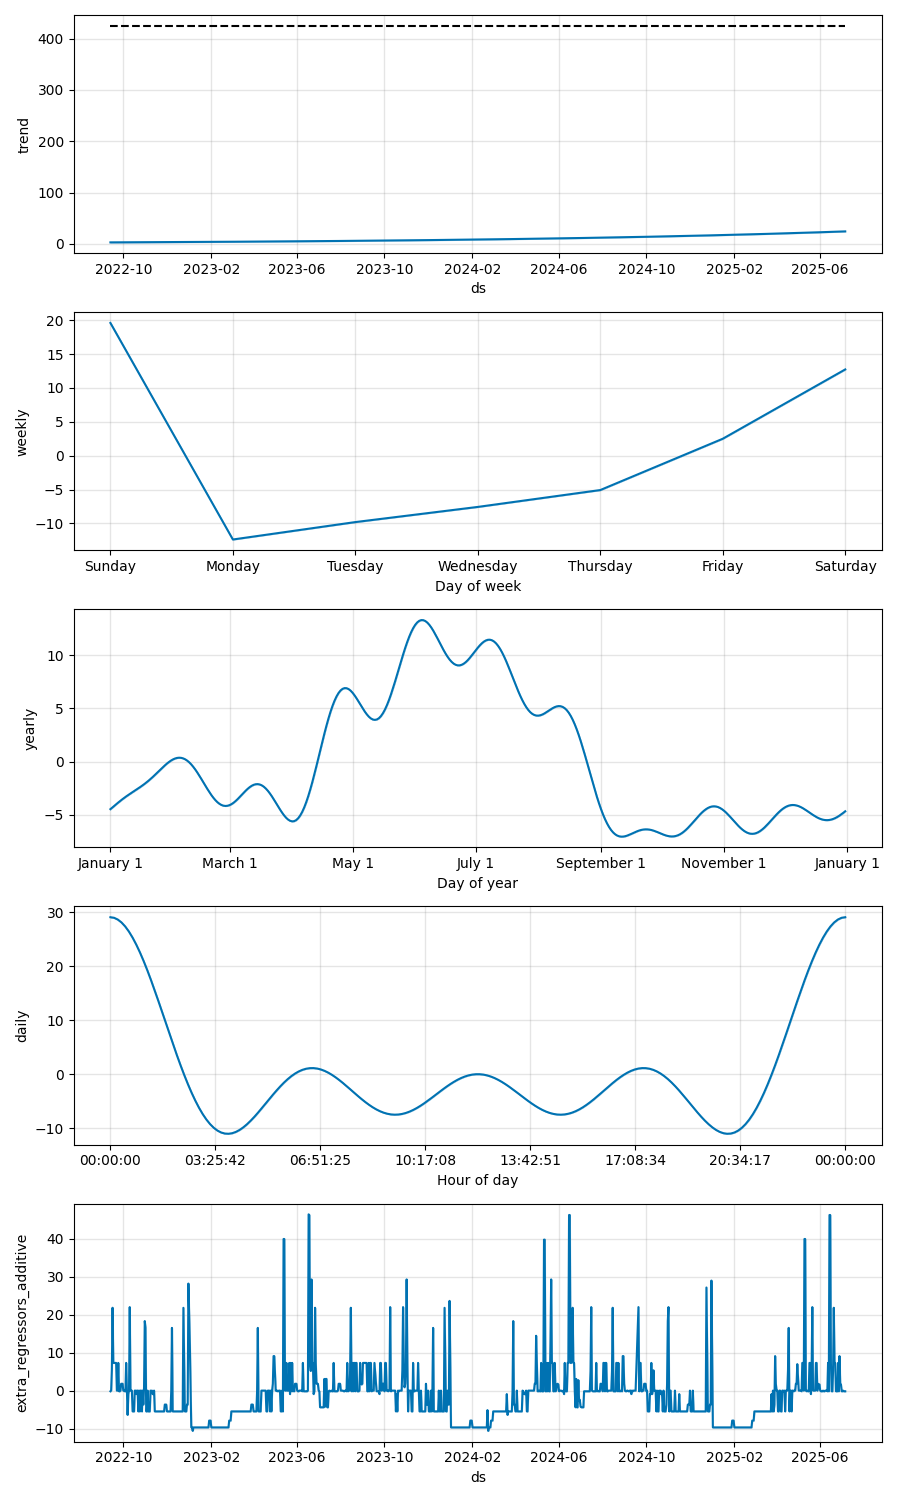 400
300
200
100
0
trend
2022-10 2023-02 2023-06 2023-10 2024-02 2024-06 2024-10 2025-02 2025-06
ds
20
15
10
5
0
−5
−10
weekly
Sunday Monday Tuesday Wednesday Thursday Friday Saturday
Day of week
10
5
0
−5
yearly
January 1 March 1 May 1 July 1 September 1 November 1 January 1
Day of year
30
20
10
0
−10
daily
00:00:00 03:25:42 06:51:25 10:17:08 13:42:51 17:08:34 20:34:17 00:00:00
Hour of day
40
30
20
10
0
−10
extra_regressors_additive
2022-10 2023-02 2023-06 2023-10 2024-02 2024-06 2024-10 2025-02 2025-06
ds